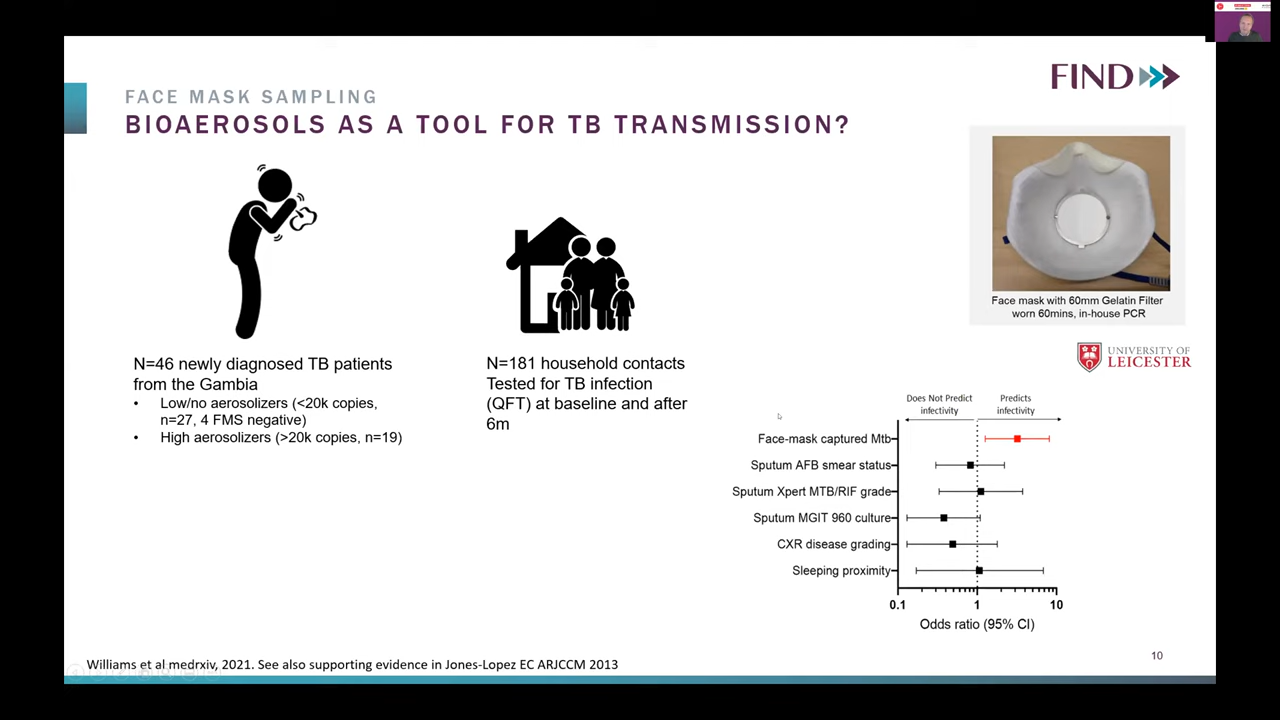 FIND
FACE MASK SAMPLING
BIOAEROSOLS AS A TOOL FOR TB TRANSMISSION?
Face mask with 60mm Gelatin Filter
worn 60mins, in-house PCR
UNIVERSITY OF
LEICESTER
N=46 newly diagnosed TB patients
from the Gambia
• Low/no aerosolizers (<20k copies,
n=27, 4 FMS negative)
• High aerosolizers (>20k copies, n=19)
N=181 household contacts
Tested for TB infection
(QFT) at baseline and after
6m
Does Not Predict
infectivity
Predicts
infectivity
Face-mask captured Mtb
Sputum AFB smear status
Sputum Xpert MTB/RIF grade
Sputum MGIT 960 culture
CXR disease grading
Sleeping proximity
0.1 1 10
Odds ratio (95% CI)
Williams et al medrxiv, 2021. See also supporting evidence in Jones-Lopez EC ARJCCM 2013
10